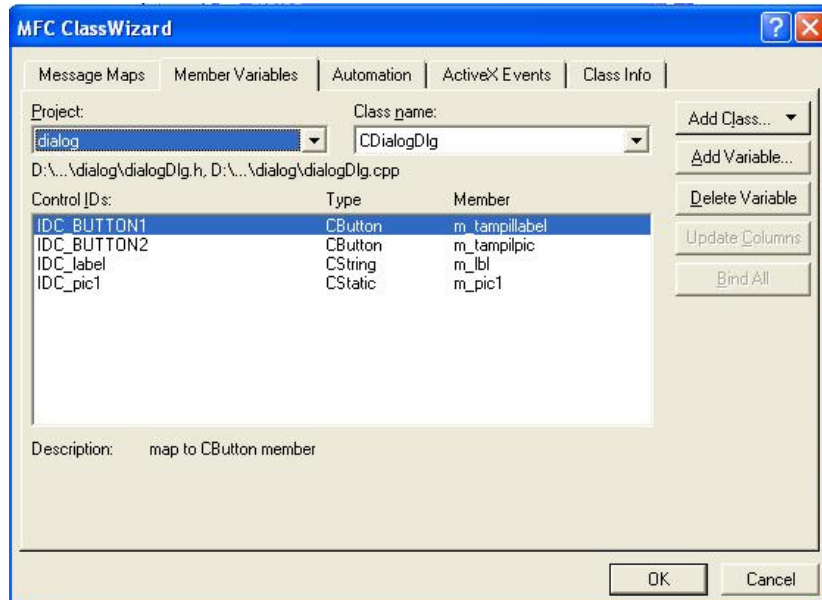 MFC ClassWizard
Message Maps Member Variables Automation ActiveX Events Class Info
Project: Class name:
dialog CDialogDlg
D:\...\dialog\dialogDlg.h, D:\...\dialog\dialogDlg.cpp
Control IDs: Type Member
IDC_BUTTON1 CButton m_tampillabel
IDC_BUTTON2 CButton m_tampilpic
IDC_label CString m_lbl
IDC_pic1 CStatic m_pic1
Add Class...
Add Variable...
Delete Variable
Update Columns
Bind All
Description: map to CButton member
OK Cancel